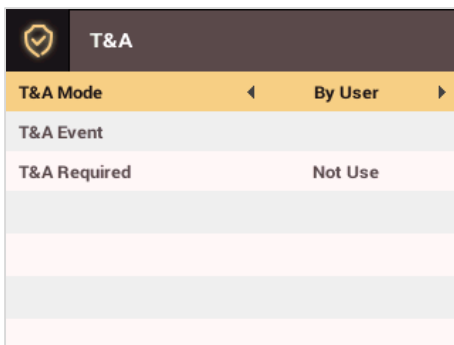 T&A
T&A Mode By User
T&A Event
T&A Required Not Use